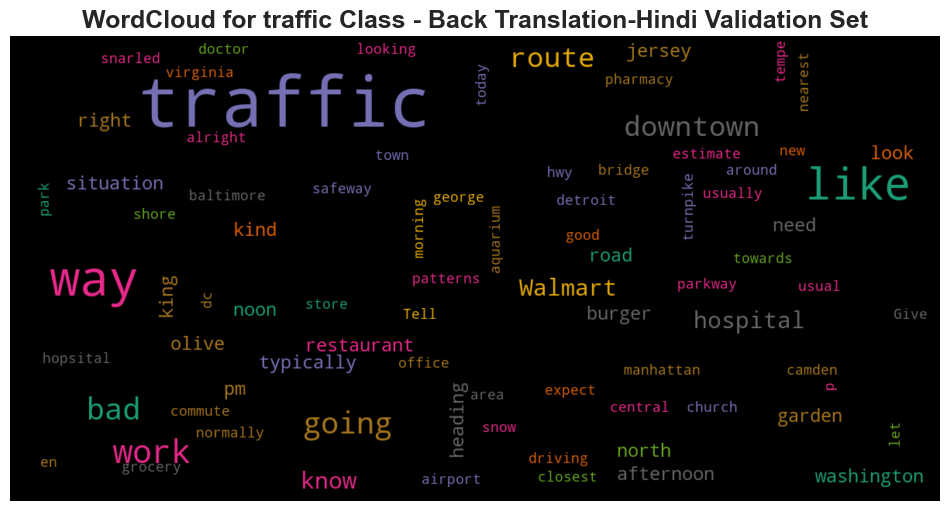 WordCloud for traffic Class - Back Translation-Hindi Validation Set
snarled
doctor
looking
virginia
traffic
today
route
jersey
pharmacy
tempe
nearest
right
alright
downtown
town
estimate
new
look
situation
baltimore
safeway
george
hwy
bridge
around
usually
like
park
shore
kind
morning
aquarium
detroit
good
road
turnpike
need
towards
way
king
dc
noon
store
patterns
Tell
Walmart
burger
parkway
usual
hospital
Give
hopsital
olive
restaurant
typically
office
manhattan
camden
p
bad
pm
commute
normally
going
heading
area
expect
central
church
garden
let
snow
work
grocery
en
know
airport
driving
closest
north
afternoon
washington